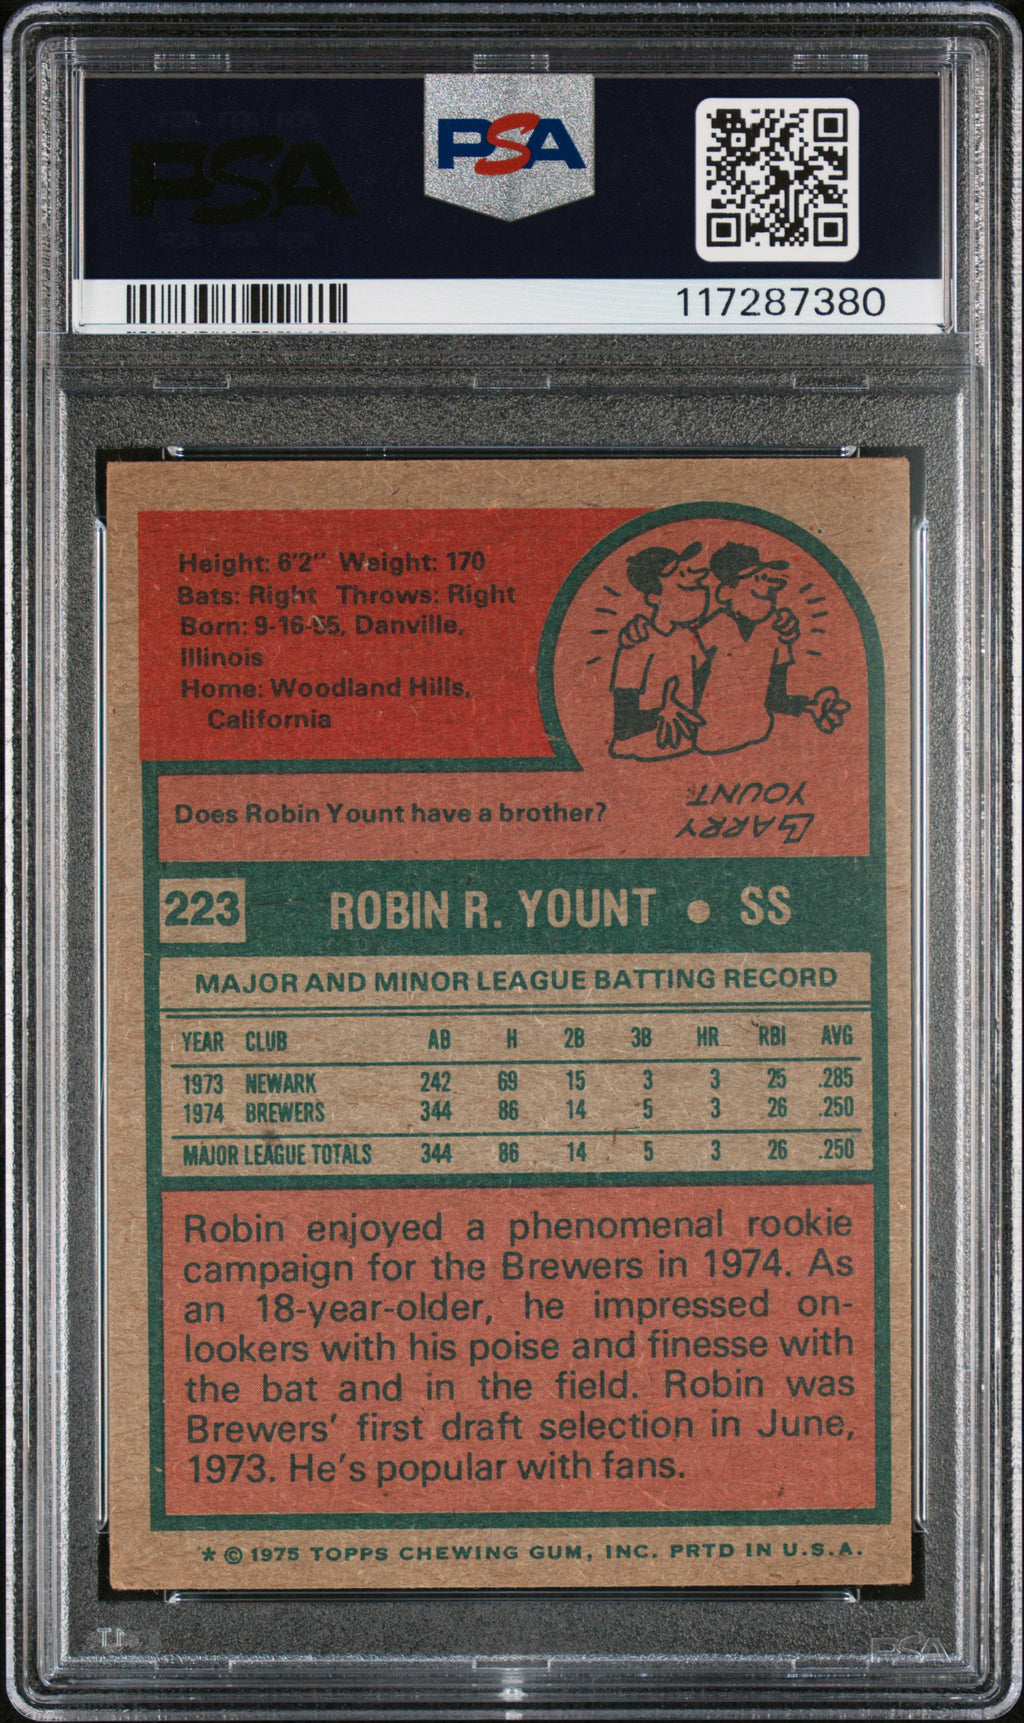 PSA
PSA
117287380
Height: 6'2" Weight: 170
Bats: Right Throws: Right
Born: 9-16-55, Danville,
Illinois
Home: Woodland Hills,
California
Does Robin Yount have a brother?
LARRY
YOUNT
223 ROBIN R. YOUNT • SS
MAJOR AND MINOR LEAGUE BATTING RECORD
YEAR CLUB AB H 2B 3B HR RBI AVG
1973 NEWARK 242 69 15 3 3 25 .285
1974 BREWERS 344 86 14 5 3 26 .250
MAJOR LEAGUE TOTALS 344 86 14 5 3 26 .250
Robin enjoyed a phenomenal rookie
campaign for the Brewers in 1974. As
an 18-year-older, he impressed on-
lookers with his poise and finesse with
the bat and in the field. Robin was
Brewers' first draft selection in June,
1973. He's popular with fans.
* © 1975 TOPPS CHEWING GUM, INC. PRTD IN U.S.A.
PSA